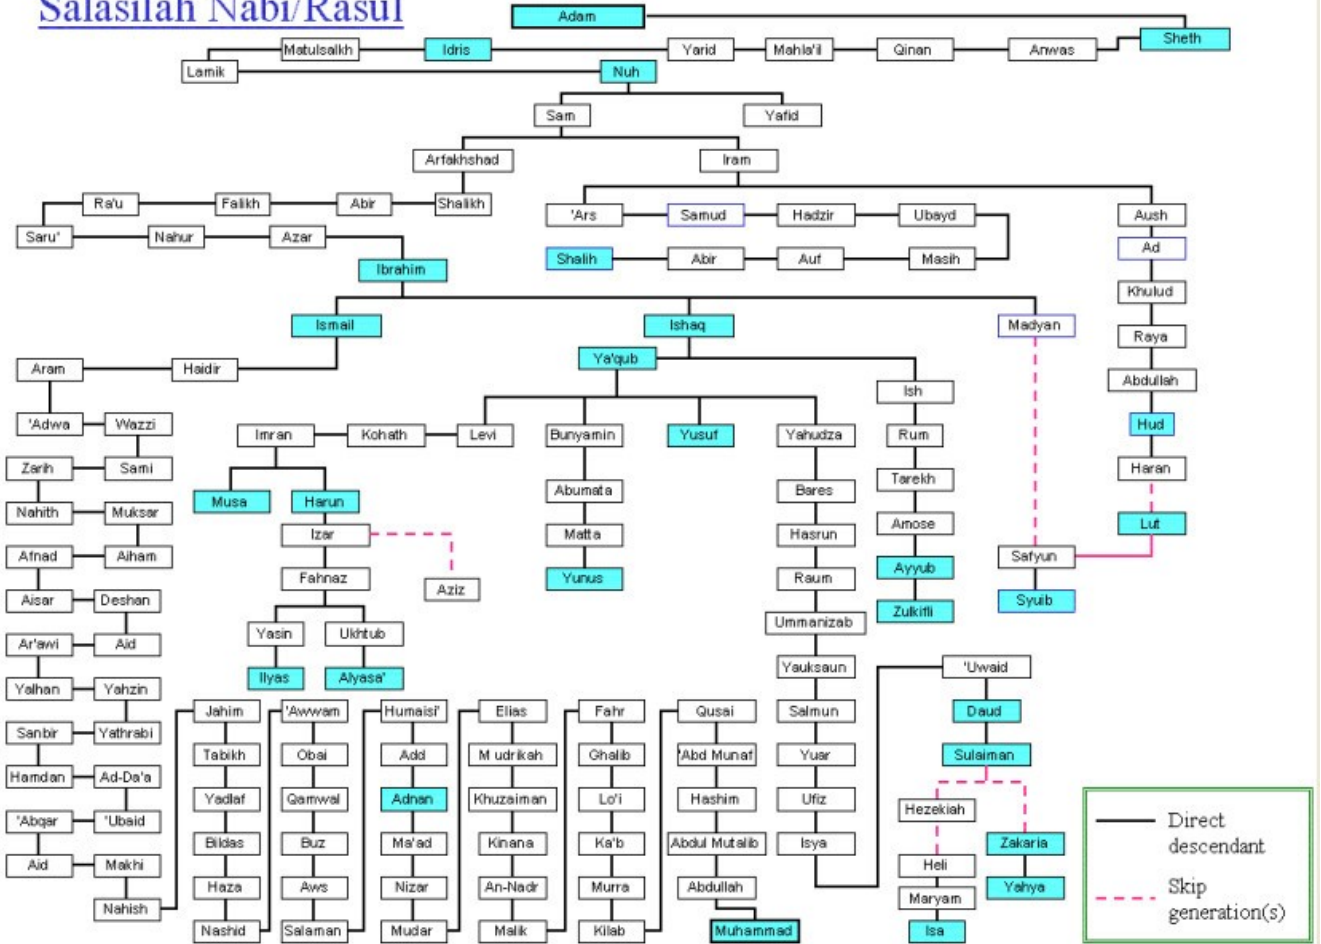 Salasilah Nabi/Rasul
Adam
Sheth
Matulsalkh
Idris
Yarid
Mahla'il
Qinan
Anwas
Lamik
Nuh
Sam
Yafid
Arfakhshad
Iram
Ra'u
Falikh
Abir
Shalikh
'Ars
Samud
Hadzir
Ubayd
Aush
Saru'
Nahur
Azar
Shalih
Abir
Auf
Masih
Ad
Ibrahim
Khulud
Ismail
Ishaq
Madyan
Raya
Ya'qub
Aram
Haidir
Abdullah
Ish
'Adwa
Wazzi
Imran
Kohath
Levi
Bunyamin
Yusuf
Yahudza
Rum
Hud
Zarih
Sami
Tarekh
Haran
Musa
Harun
Abumata
Bares
Nahith
Muksar
Amose
Lut
Izar
Matta
Hasrun
Afnad
Aiham
Safyun
Fahnaz
Aziz
Yunus
Raum
Ayyub
Aisar
Deshan
Syuib
Zulkifli
Yasin
Ukhtub
Ummanizab
Ar'awi
Aid
Ilyas
Alyasa'
Yauksaun
'Uwaid
Yalhan
Yahzin
Jahim
'Awwam
Humaisi'
Elias
Fahr
Qusai
Salmun
Daud
Sanbir
Yathrabi
Tabikh
Obai
Add
Mudrikah
Ghalib
'Abd Munaf
Yuar
Sulaiman
Hamdan
Ad-Da'a
Yadlaf
Qamwal
Adnan
Khuzaiman
Lo'i
Hashim
Ufiz
Hezekiah
'Abqar
'Ubaid
Bildas
Buz
Ma'ad
Kinana
Ka'b
Abdul Mutalib
Isya
Zakaria
Aid
Makhi
Heli
Haza
Aws
Nizar
An-Nadr
Murra
Abdullah
Yahya
Maryam
Nahish
Nashid
Salaman
Mudar
Malik
Kilab
Muhammad
Isa
Direct
descendant
Skip
generation(s)